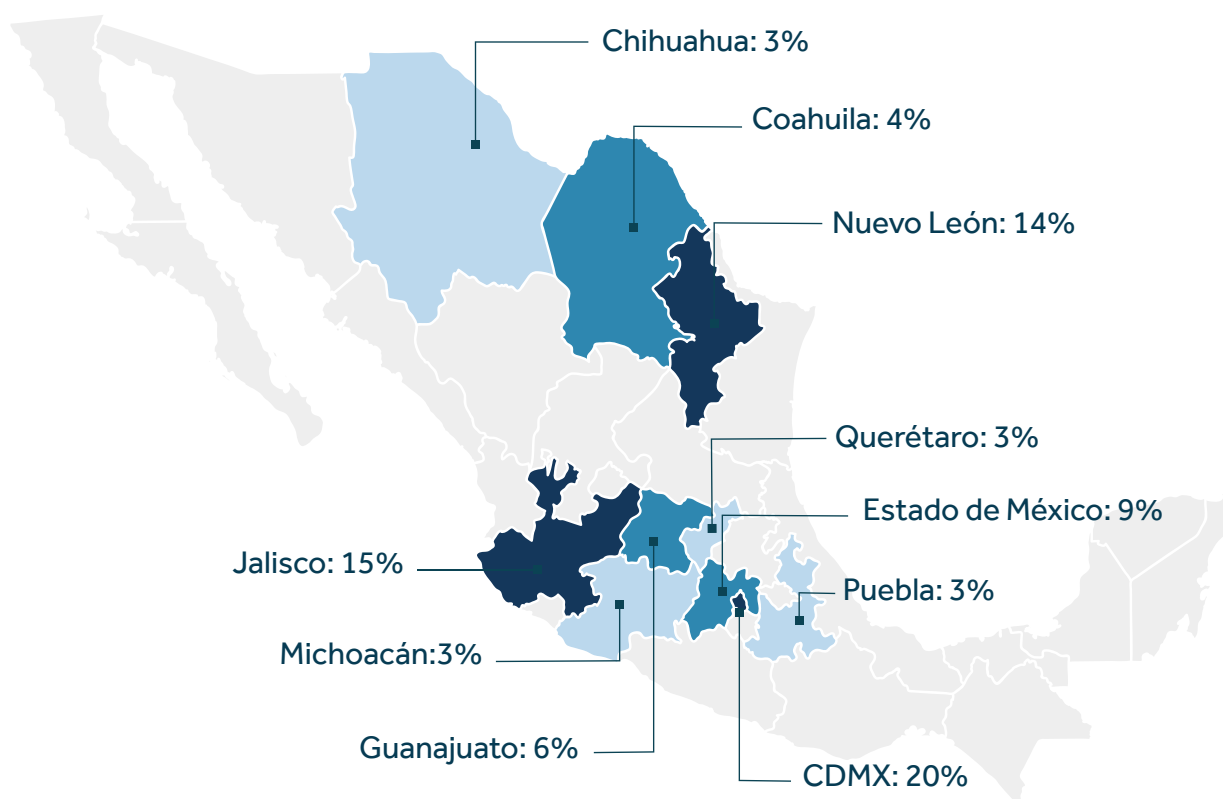 Chihuahua: 3%
Coahuila: 4%
Nuevo León: 14%
Querétaro: 3%
Estado de México: 9%
Jalisco: 15%
Puebla: 3%
Michoacán:3%
Guanajuato: 6%
CDMX: 20%